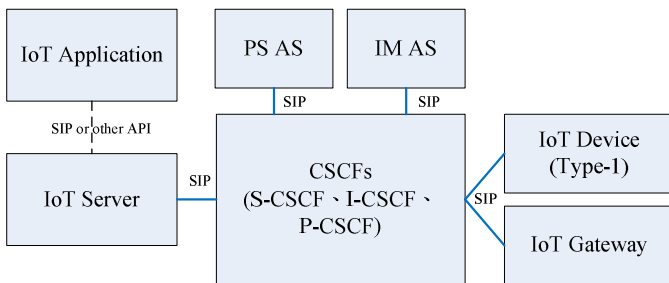 IoT Application
PS AS
IM AS
SIP or other API
SIP
SIP
IoT Server
SIP
CSCFs
(S-CSCF、I-CSCF、
P-CSCF)
SIP
IoT Device
(Type-1)
IoT Gateway